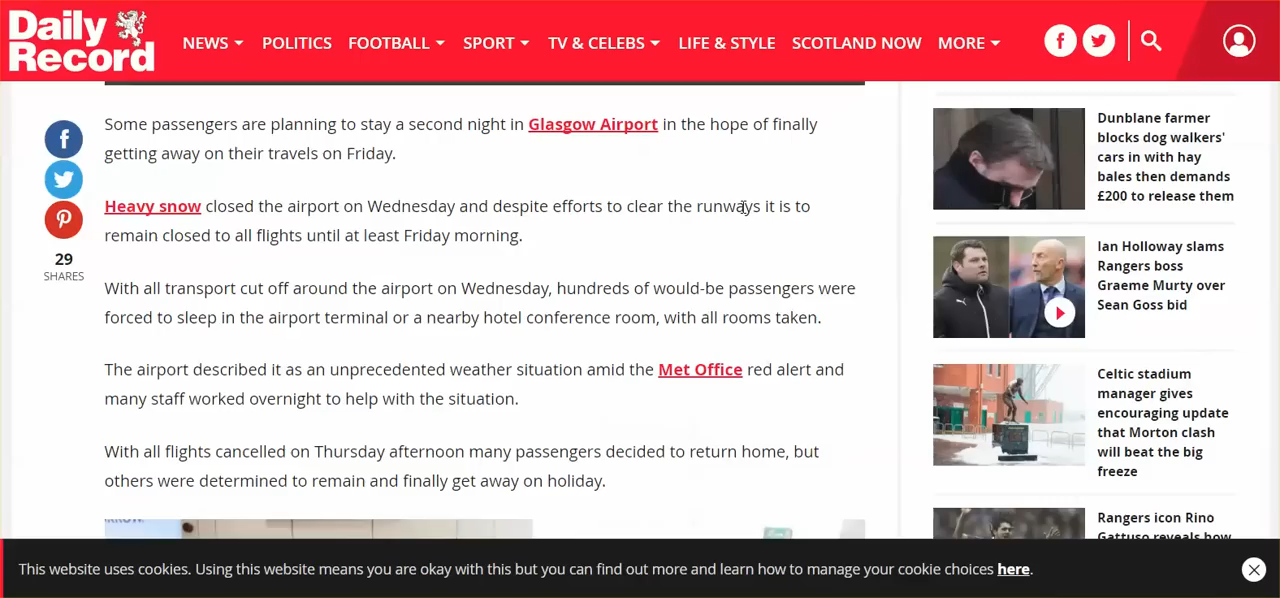 Daily
Record
NEWS
POLITICS
FOOTBALL
SPORT
TV & CELEBS
LIFE & STYLE
SCOTLAND NOW
MORE
29
SHARES
Some passengers are planning to stay a second night in Glasgow Airport in the hope of finally
getting away on their travels on Friday.
Heavy snow closed the airport on Wednesday and despite efforts to clear the runways it is to
remain closed to all flights until at least Friday morning.
With all transport cut off around the airport on Wednesday, hundreds of would-be passengers were
forced to sleep in the airport terminal or a nearby hotel conference room, with all rooms taken.
The airport described it as an unprecedented weather situation amid the Met Office red alert and
many staff worked overnight to help with the situation.
With all flights cancelled on Thursday afternoon many passengers decided to return home, but
others were determined to remain and finally get away on holiday.
Dunblane farmer
blocks dog walkers'
cars in with hay
bales then demands
£200 to release them
Ian Holloway slams
Rangers boss
Graeme Murty over
Sean Goss bid
Celtic stadium
manager gives
encouraging update
that Morton clash
will beat the big
freeze
Rangers icon Rino
Gattuso reveals how
This website uses cookies. Using this website means you are okay with this but you can find out more and learn how to manage your cookie choices here.